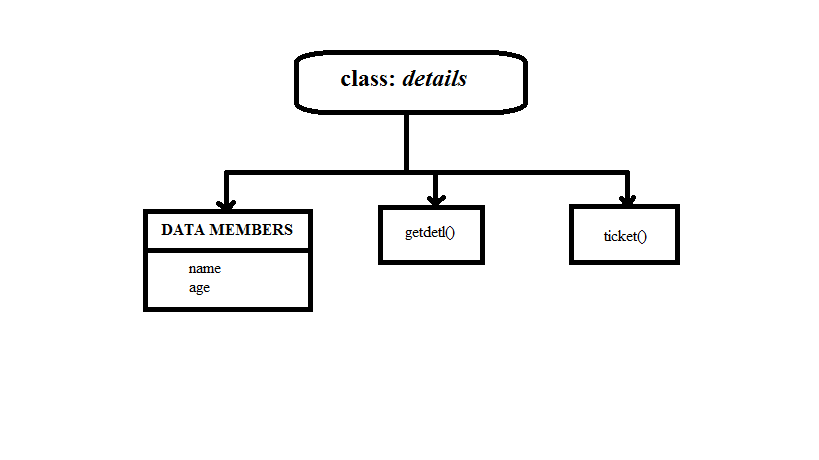 class: details
DATA MEMBERS
name
age
getdetl()
ticket()